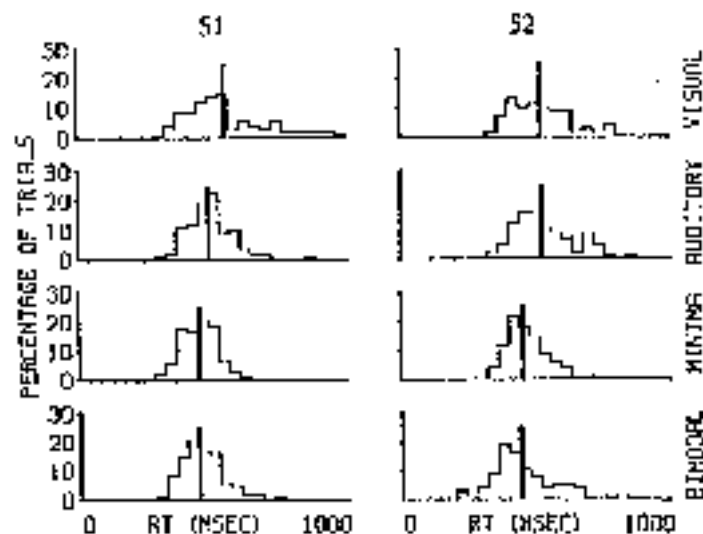 S1 S2
30
20
10
0
VISUAL
30
20
10
0
AUDITORY
30
20
10
0
MINIMA
30
20
10
0
BIMODAL
PERCENTAGE OF TRIALS
0 RT (MSEC) 1000 0 RT (MSEC) 1000